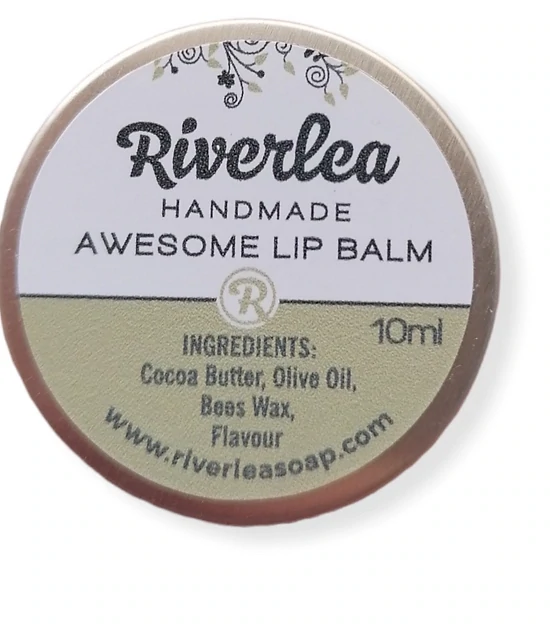 Riverlea
HANDMADE
AWESOME LIP BALM
R
10ml
INGREDIENTS:
Cocoa Butter, Olive Oil,
Bees Wax,
Flavour
www.riverleasoap.com